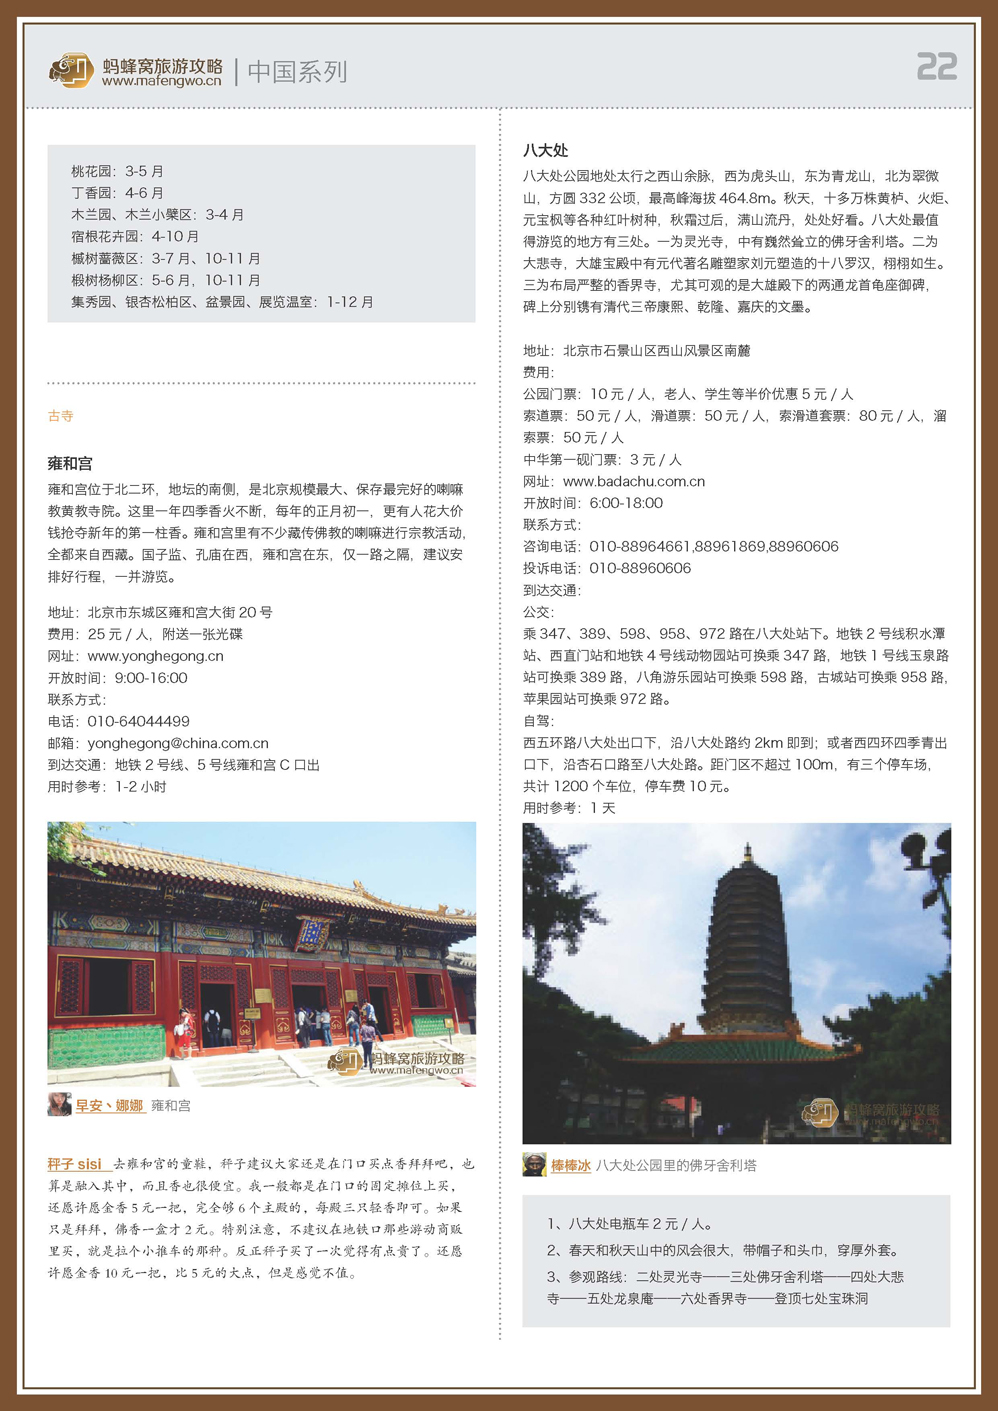 蚂蜂窝旅游攻略
www.mafengwo.cn
中国系列
22
桃花园：3-5 月
丁香园：4-6 月
木兰园、木兰小檗区：3-4 月
宿根花卉园：4-10 月
槭树蔷薇区：3-7 月、10-11 月
椴树杨柳区：5-6 月，10-11 月
集秀园、银杏松柏区、盆景园、展览温室：1-12 月
古寺
雍和宫
雍和宫位于北二环，地坛的南侧，是北京规模最大、保存最完好的喇嘛
教黄教寺院。这里一年四季香火不断，每年的正月初一，更有人花大价
钱抢夺新年的第一柱香。雍和宫里有不少藏传佛教的喇嘛进行宗教活动，
全都来自西藏。国子监、孔庙在西，雍和宫在东，仅一路之隔，建议安
排好行程，一并游览。
地址：北京市东城区雍和宫大街 20 号
费用：25 元 / 人，附送一张光碟
网址：www.yonghegong.cn
开放时间：9:00-16:00
联系方式：
电话：010-64044499
邮箱：yonghegong@china.com.cn
到达交通：地铁 2 号线、5 号线雍和宫 C 口出
用时参考：1-2 小时
蚂蜂窝旅游攻略
www.mafengwo.cn
早安丶娜娜 雍和宫
秤子 sisi 去雍和宫的童鞋，秤子建议大家还是在门口买点香拜拜吧，也
算是融入其中，而且香也很便宜。我一般都是在门口的固定摊位上买，
还愿许愿金香 5 元一把，完全够 6 个主殿的，每殿三只轻香即可。如果
只是拜拜，佛香一盒才 2 元。特别注意，不建议在地铁口那些游动商贩
里买，就是拉个小推车的那种。反正秤子买了一次觉得有点贵了。还愿
许愿金香 10 元一把，比 5 元的大点，但是感觉不值。
八大处
八大处公园地处太行之西山余脉，西为虎头山，东为青龙山，北为翠微
山，方圆 332 公顷，最高峰海拔 464.8m。秋天，十多万株黄栌、火炬、
元宝枫等各种红叶树种，秋霜过后，满山流丹，处处好看。八大处最值
得游览的地方有三处。一为灵光寺，中有巍然耸立的佛牙舍利塔。二为
大悲寺，大雄宝殿中有元代著名雕塑家刘元塑造的十八罗汉，栩栩如生。
三为布局严整的香界寺，尤其可观的是大雄殿下的两通龙首龟座御碑，
碑上分别镌有清代三帝康熙、乾隆、嘉庆的文墨。
地址：北京市石景山区西山风景区南麓
费用：
公园门票：10 元 / 人，老人、学生等半价优惠 5 元 / 人
索道票：50 元 / 人，滑道票：50 元 / 人，索滑道套票：80 元 / 人，溜
索票：50 元 / 人
中华第一砚门票：3 元 / 人
网址：www.badachu.com.cn
开放时间：6:00-18:00
联系方式：
咨询电话：010-88964661,88961869,88960606
投诉电话：010-88960606
到达交通：
公交：
乘 347、389、598、958、972 路在八大处站下。地铁 2 号线积水潭
站、西直门站和地铁 4 号线动物园站可换乘 347 路，地铁 1 号线玉泉路
站可换乘 389 路，八角游乐园站可换乘 598 路，古城站可换乘 958 路，
苹果园站可换乘 972 路。
自驾：
西五环路八大处出口下，沿八大处路约 2km 即到；或者西四环四季青出
口下，沿杏石口路至八大处路。距门区不超过 100m，有三个停车场，
共计 1200 个车位，停车费 10 元。
用时参考：1 天
蚂蜂窝旅游攻略
www.mafengwo.cn
棒棒冰 八大处公园里的佛牙舍利塔
1、八大处电瓶车 2 元 / 人。
2、春天和秋天山中的风会很大，带帽子和头巾，穿厚外套。
3、参观路线：二处灵光寺——三处佛牙舍利塔——四处大悲
寺——五处龙泉庵——六处香界寺——登顶七处宝珠洞